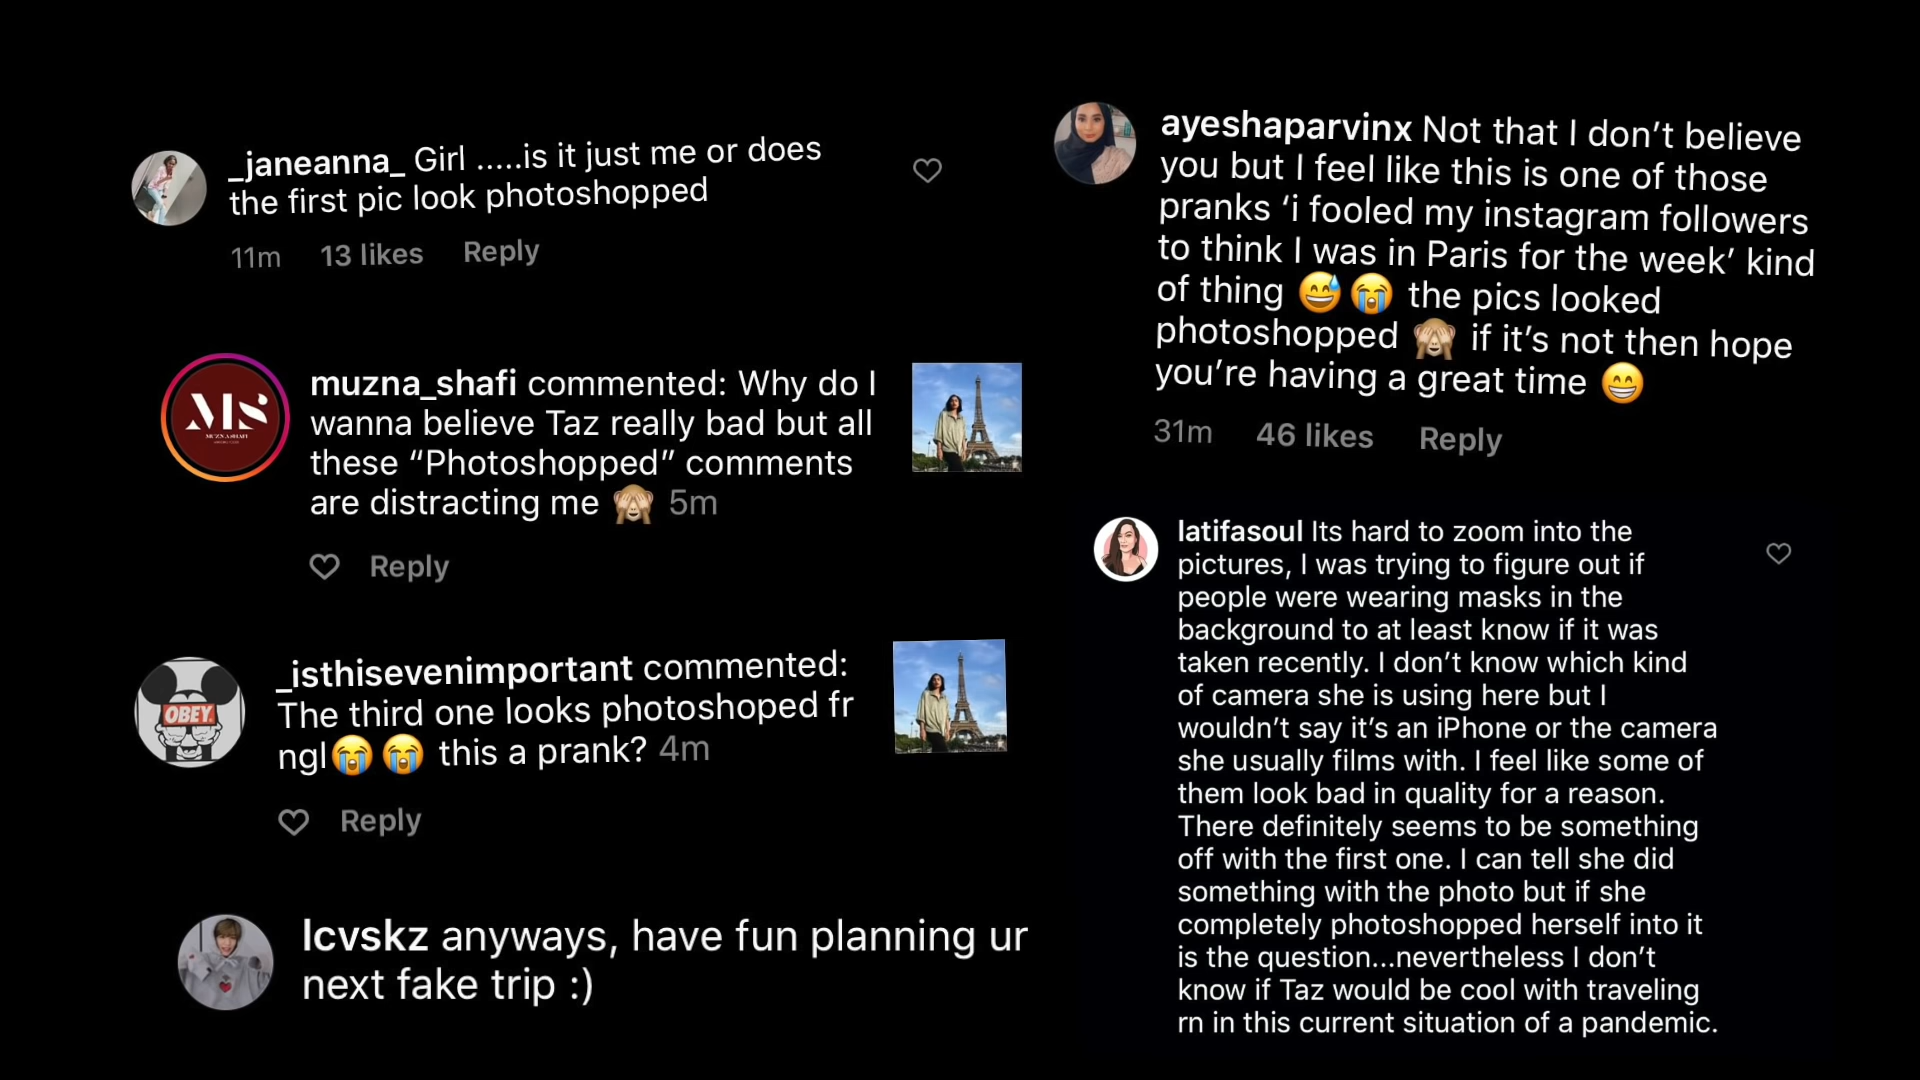 _janeanna_ Girl .....is it just me or does
the first pic look photoshopped
11m 13 likes Reply
MS
MUZNA SHAFI
muzna_shafi commented: Why do I
wanna believe Taz really bad but all
these “Photoshopped” comments
are distracting me 🙈 5m
Reply
OBEY
_isthisevenimportant commented:
The third one looks photoshoped fr
ngl😭😭 this a prank? 4m
Reply
lcvskz anyways, have fun planning ur
next fake trip :)
ayeshaparvinx Not that I don’t believe
you but I feel like this is one of those
pranks ‘i fooled my instagram followers
to think I was in Paris for the week’ kind
of thing 😅😭 the pics looked
photoshopped 🙈 if it’s not then hope
you’re having a great time 😁
31m 46 likes Reply
latifasoul Its hard to zoom into the
pictures, I was trying to figure out if
people were wearing masks in the
background to at least know if it was
taken recently. I don’t know which kind
of camera she is using here but I
wouldn’t say it’s an iPhone or the camera
she usually films with. I feel like some of
them look bad in quality for a reason.
There definitely seems to be something
off with the first one. I can tell she did
something with the photo but if she
completely photoshopped herself into it
is the question...nevertheless I don’t
know if Taz would be cool with traveling
rn in this current situation of a pandemic.